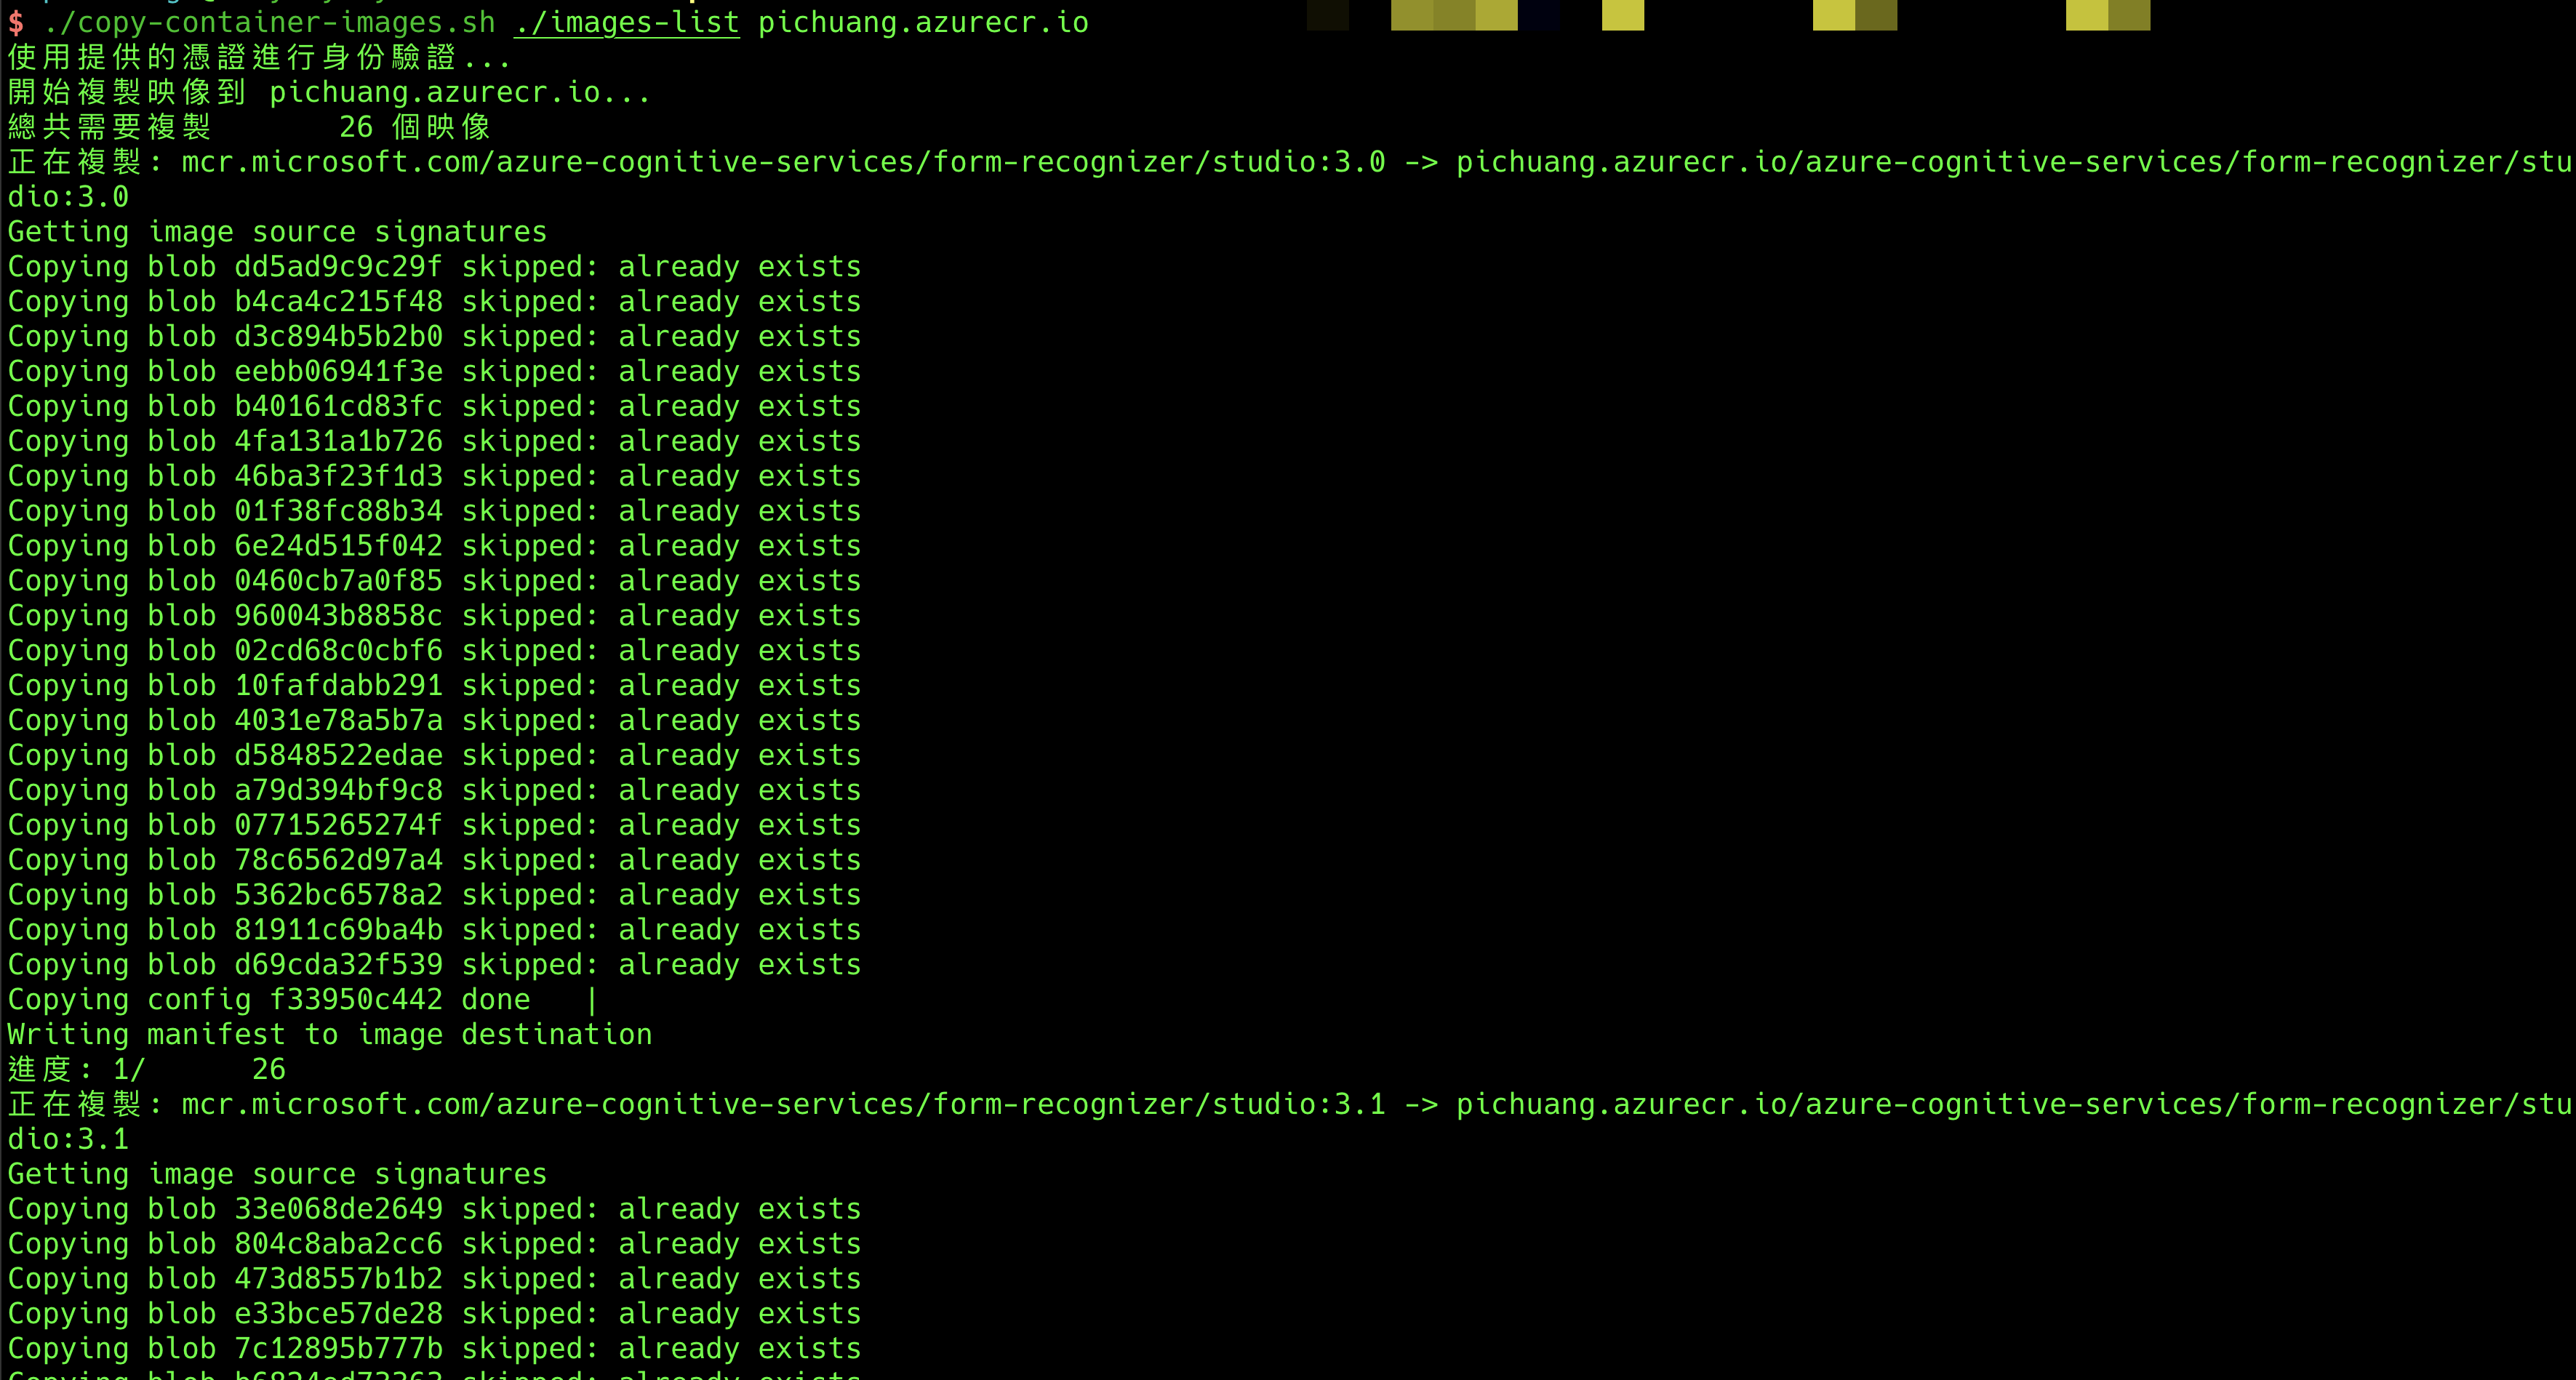 $ ./copy-container-images.sh ./images-list pichuang.azurecr.io
使用提供的憑證進行身份驗證...
開始複製映像到 pichuang.azurecr.io...
總共需要複製       26 個映像
正在複製: mcr.microsoft.com/azure-cognitive-services/form-recognizer/studio:3.0 -> pichuang.azurecr.io/azure-cognitive-services/form-recognizer/stu
dio:3.0
Getting image source signatures
Copying blob dd5ad9c9c29f skipped: already exists
Copying blob b4ca4c215f48 skipped: already exists
Copying blob d3c894b5b2b0 skipped: already exists
Copying blob eebb06941f3e skipped: already exists
Copying blob b40161cd83fc skipped: already exists
Copying blob 4fa131a1b726 skipped: already exists
Copying blob 46ba3f23f1d3 skipped: already exists
Copying blob 01f38fc88b34 skipped: already exists
Copying blob 6e24d515f042 skipped: already exists
Copying blob 0460cb7a0f85 skipped: already exists
Copying blob 960043b8858c skipped: already exists
Copying blob 02cd68c0cbf6 skipped: already exists
Copying blob 10fafdabb291 skipped: already exists
Copying blob 4031e78a5b7a skipped: already exists
Copying blob d5848522edae skipped: already exists
Copying blob a79d394bf9c8 skipped: already exists
Copying blob 07715265274f skipped: already exists
Copying blob 78c6562d97a4 skipped: already exists
Copying blob 5362bc6578a2 skipped: already exists
Copying blob 81911c69ba4b skipped: already exists
Copying blob d69cda32f539 skipped: already exists
Copying config f33950c442 done   |
Writing manifest to image destination
進度: 1/      26
正在複製: mcr.microsoft.com/azure-cognitive-services/form-recognizer/studio:3.1 -> pichuang.azurecr.io/azure-cognitive-services/form-recognizer/stu
dio:3.1
Getting image source signatures
Copying blob 33e068de2649 skipped: already exists
Copying blob 804c8aba2cc6 skipped: already exists
Copying blob 473d8557b1b2 skipped: already exists
Copying blob e33bce57de28 skipped: already exists
Copying blob 7c12895b777b skipped: already exists
Copying blob skipped: already exists